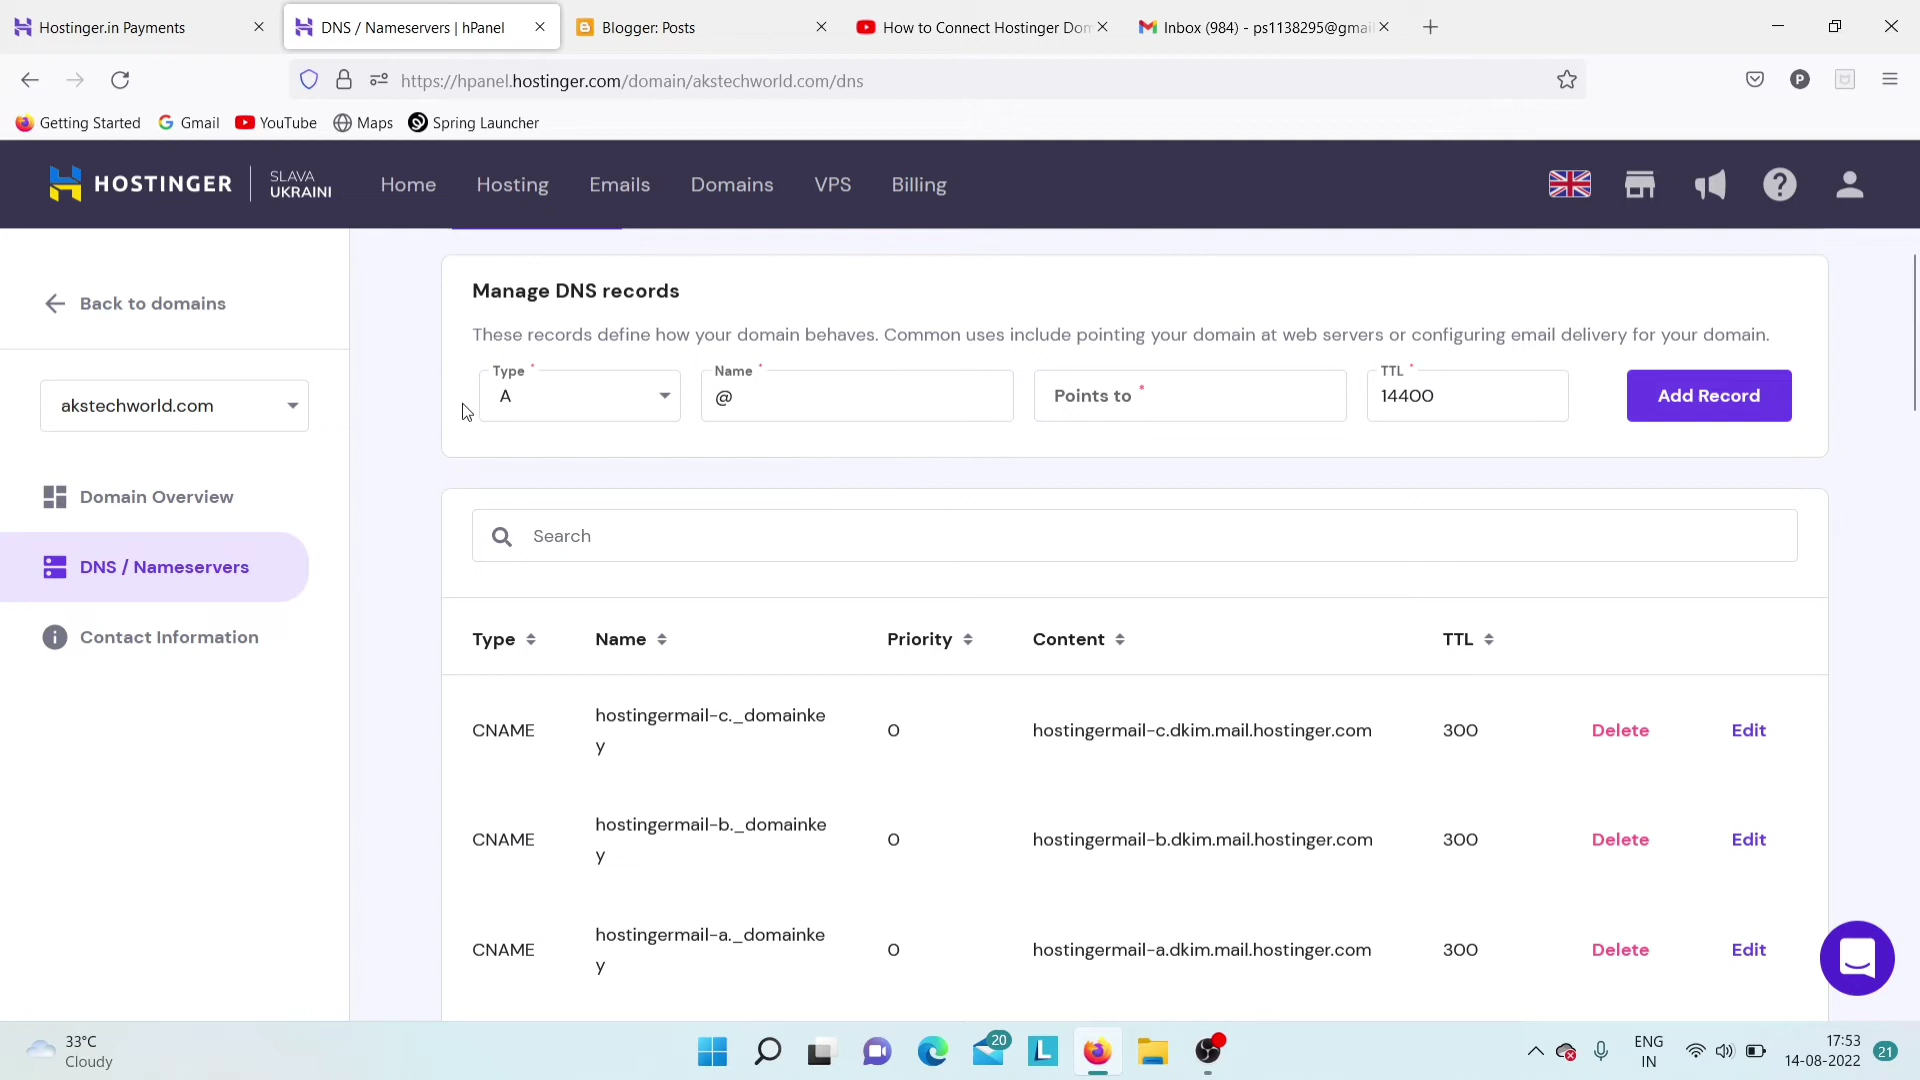 Hostinger.in Payments
DNS / Nameservers | hPanel
Blogger: Posts
How to Connect Hostinger Dom
Inbox (984) - ps1138295@gmai
https://hpanel.hostinger.com/domain/akstechworld.com/dns
P
Getting Started
Gmail
YouTube
Maps
Spring Launcher
HOSTINGER
SLAVA
UKRAINI
Home
Hosting
Emails
Domains
VPS
Billing
Back to domains
akstechworld.com
Domain Overview
DNS / Nameservers
Contact Information
Manage DNS records
These records define how your domain behaves. Common uses include pointing your domain at web servers or configuring email delivery for your domain.
Type * Name * TTL *
A @ Points to * 14400 Add Record
Search
Type Name Priority Content TTL
CNAME hostingermail-c._domainke
y 0 hostingermail-c.dkim.mail.hostinger.com 300 Delete Edit
CNAME hostingermail-b._domainke
y 0 hostingermail-b.dkim.mail.hostinger.com 300 Delete Edit
CNAME hostingermail-a._domainke
y 0 hostingermail-a.dkim.mail.hostinger.com 300 Delete Edit
33°C
Cloudy
20
L
ENG
IN
17:53
14-08-2022
21